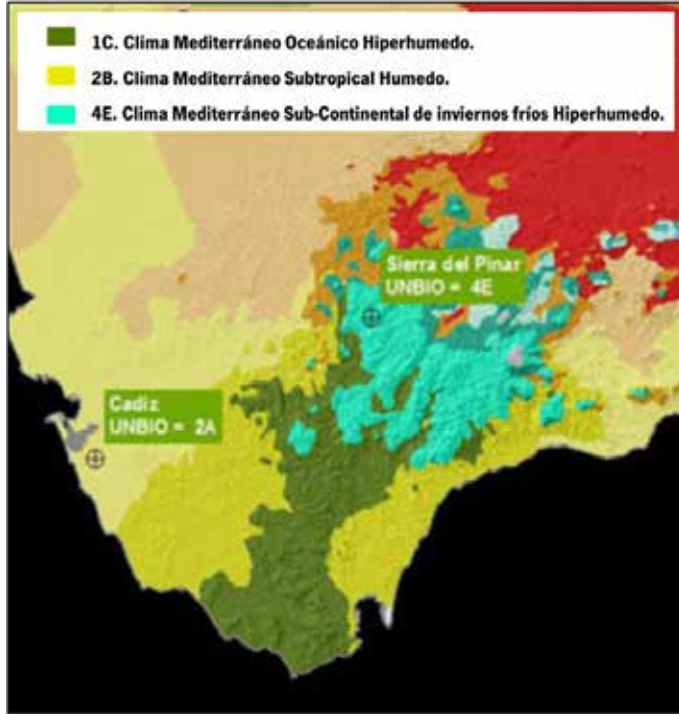 1C. Clima Mediterráneo Oceánico Hiperhumedo.
2B. Clima Mediterráneo Subtropical Humedo.
4E. Clima Mediterráneo Sub-Continental de inviernos fríos Hiperhumedo.
Sierra del Pinar
UNBIO = 4E
Cadiz
UNBIO = 2A